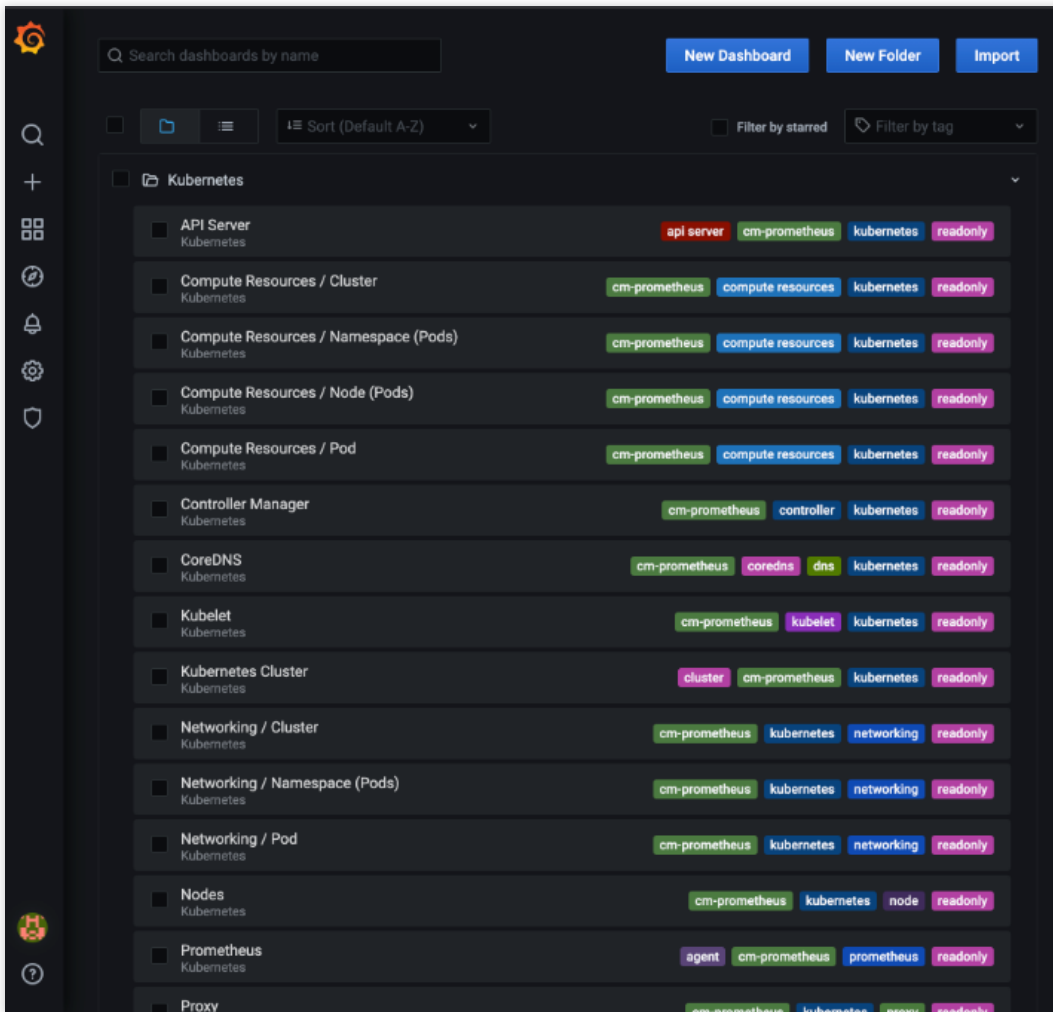 Search dashboards by name
New Dashboard
New Folder
Import
Sort (Default A-Z)
Filter by starred
Filter by tag
Kubernetes
API Server
Kubernetes
api server cm-prometheus kubernetes readonly
Compute Resources / Cluster
Kubernetes
cm-prometheus compute resources kubernetes readonly
Compute Resources / Namespace (Pods)
Kubernetes
cm-prometheus compute resources kubernetes readonly
Compute Resources / Node (Pods)
Kubernetes
cm-prometheus compute resources kubernetes readonly
Compute Resources / Pod
Kubernetes
cm-prometheus compute resources kubernetes readonly
Controller Manager
Kubernetes
cm-prometheus controller kubernetes readonly
CoreDNS
Kubernetes
cm-prometheus coredns dns kubernetes readonly
Kubelet
Kubernetes
cm-prometheus kubelet kubernetes readonly
Kubernetes Cluster
Kubernetes
cluster cm-prometheus kubernetes readonly
Networking / Cluster
Kubernetes
cm-prometheus kubernetes networking readonly
Networking / Namespace (Pods)
Kubernetes
cm-prometheus kubernetes networking readonly
Networking / Pod
Kubernetes
cm-prometheus kubernetes networking readonly
Nodes
Kubernetes
cm-prometheus kubernetes node readonly
Prometheus
Kubernetes
agent cm-prometheus prometheus readonly
Proxy
cm-prometheus kubernetes proxy readonly